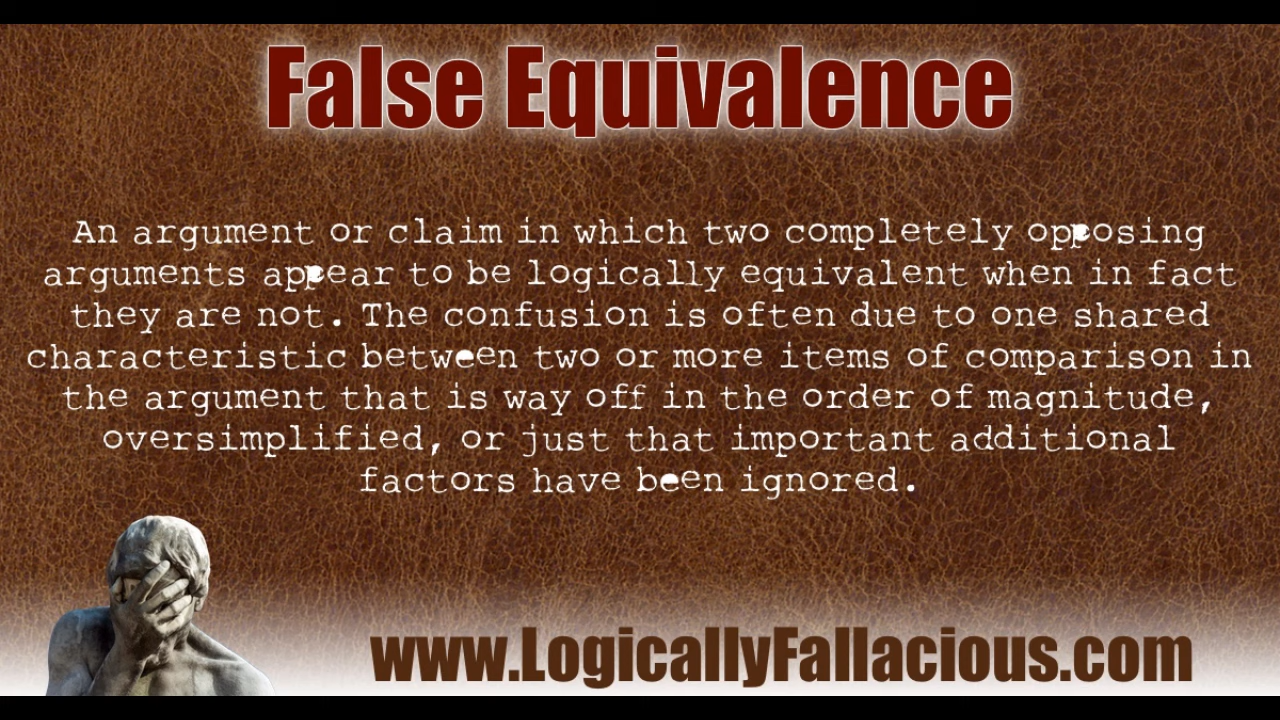 False Equivalence
An argument or claim in which two completely opposing
arguments appear to be logically equivalent when in fact
they are not. The confusion is often due to one shared
characteristic between two or more items of comparison in
the argument that is way off in the order of magnitude,
oversimplified, or just that important additional
factors have been ignored.
www.LogicallyFallacious.com